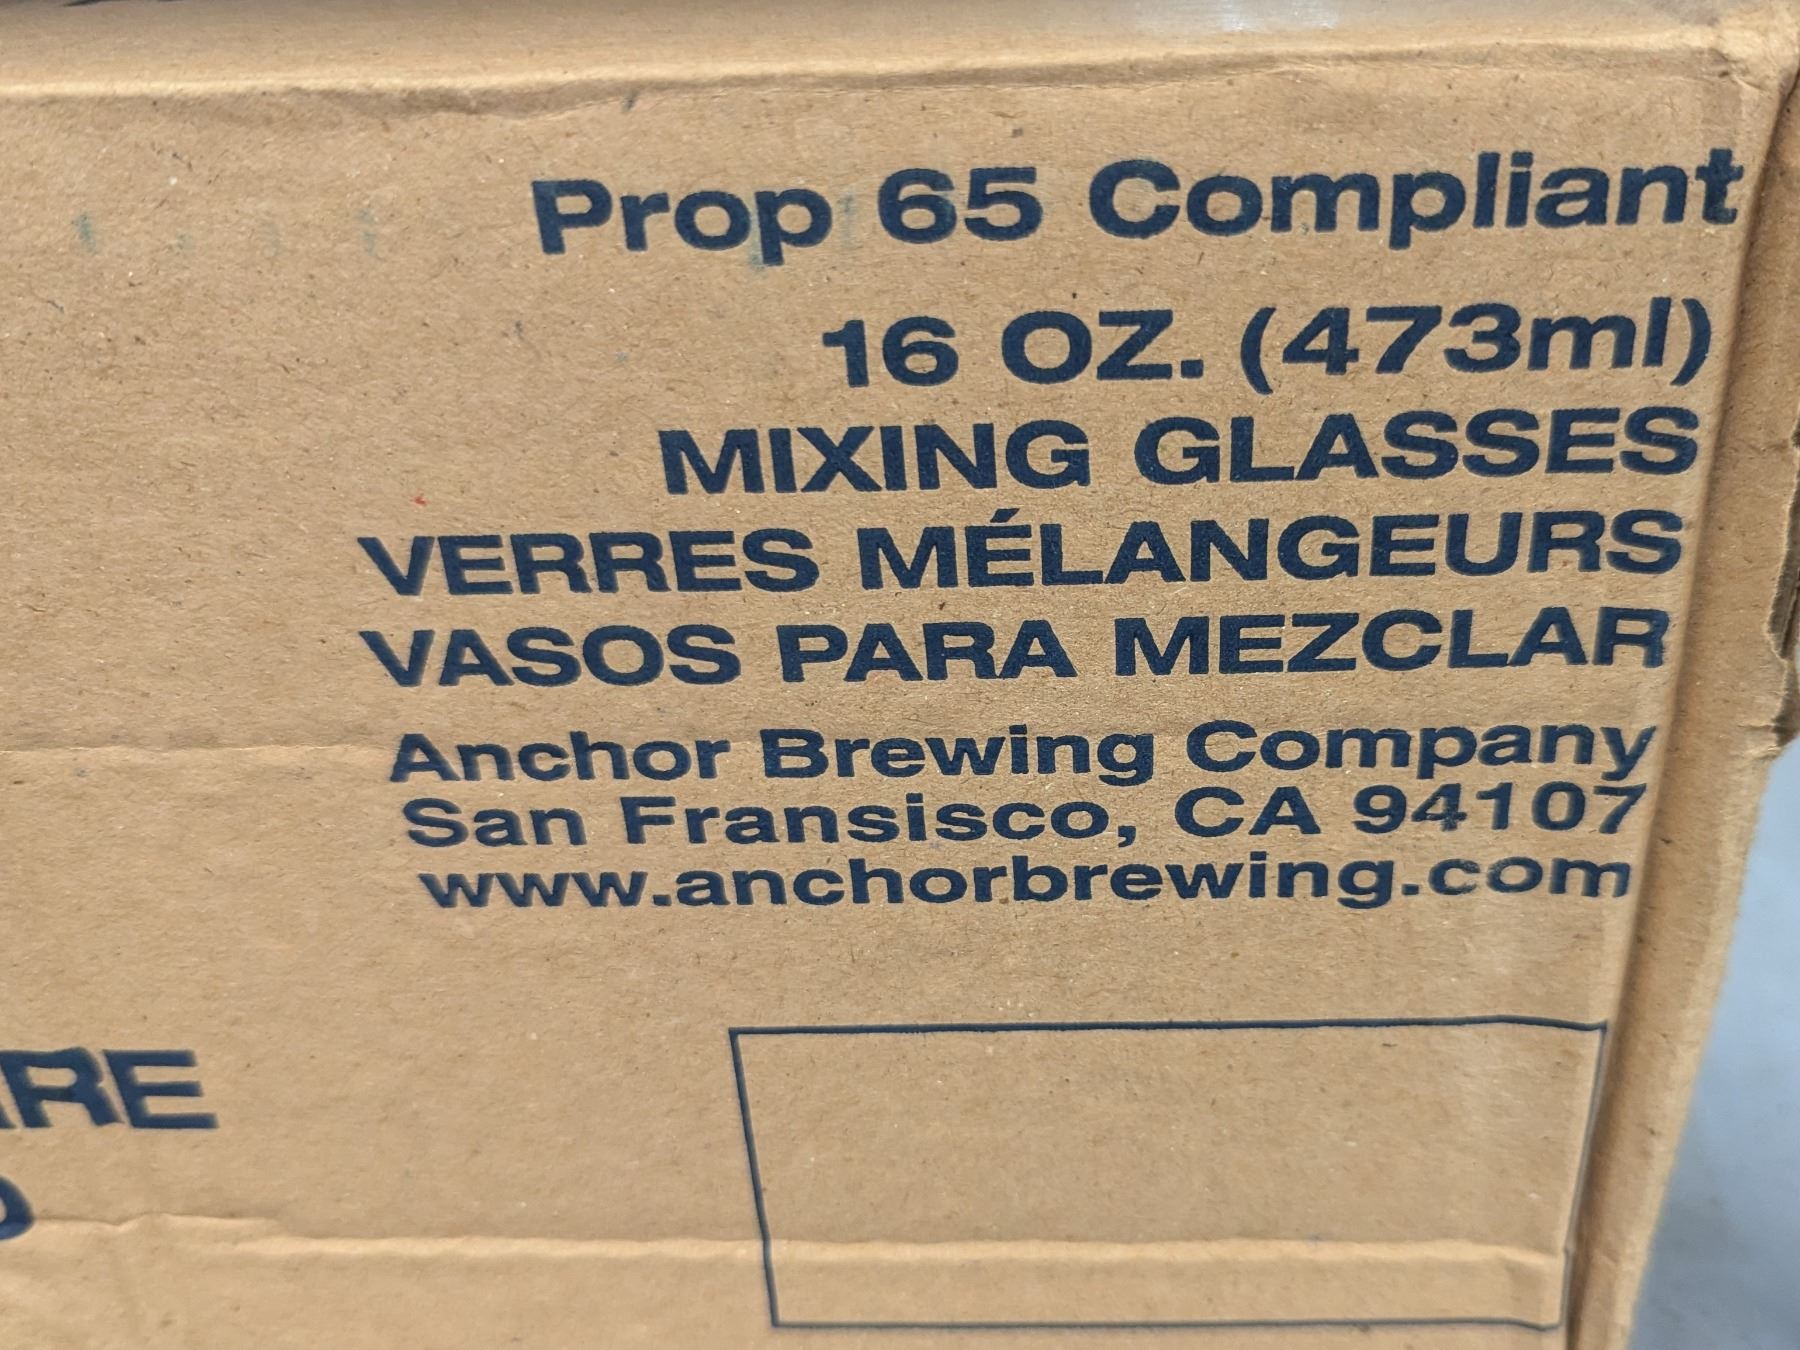 Prop 65 Compliant
16 OZ. (473ml)
MIXING GLASSES
VERRES MÉLANGEURS
VASOS PARA MEZCLAR
Anchor Brewing Company
San Fransisco, CA 94107
www.anchorbrewing.com